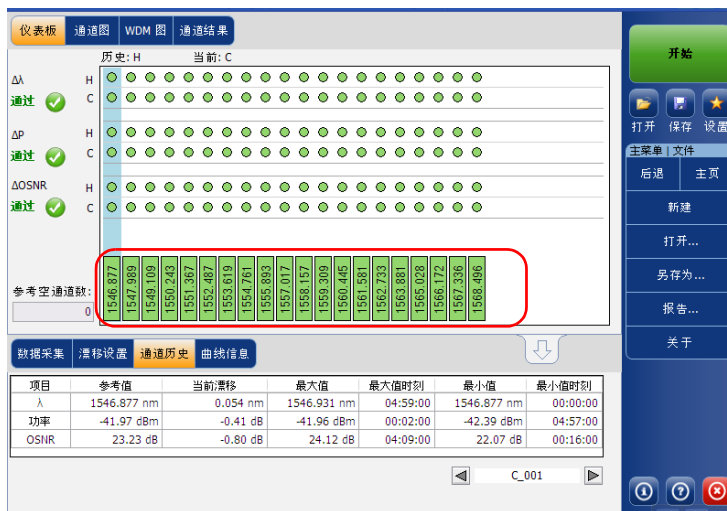 仪表板 通道图 WDM 图 通道结果
历史: H 当前: C
Δλ H
通过 C
ΔP H
通过 C
ΔOSNR H
通过 C
参考空通道数:
0
1546.877 1547.989 1549.109 1550.243 1551.367 1552.487 1553.619 1554.761 1555.893 1557.017 1558.157 1559.309 1560.445 1561.581 1562.733 1563.881 1565.028 1566.172 1567.336 1568.496
数据采集 漂移设置 通道历史 曲线信息
项目 参考值 当前漂移 最大值 最大值时刻 最小值 最小值时刻
λ 1546.877 nm 0.054 nm 1546.931 nm 04:59:00 1546.877 nm 00:00:00
功率 -41.97 dBm -0.41 dB -41.96 dBm 00:02:00 -42.39 dBm 04:57:00
OSNR 23.23 dB -0.80 dB 24.12 dB 04:09:00 22.07 dB 00:16:00
C_001
开始
打开 保存 设置
主菜单 | 文件
后退 主页
新建
打开...
另存为...
报告...
关于